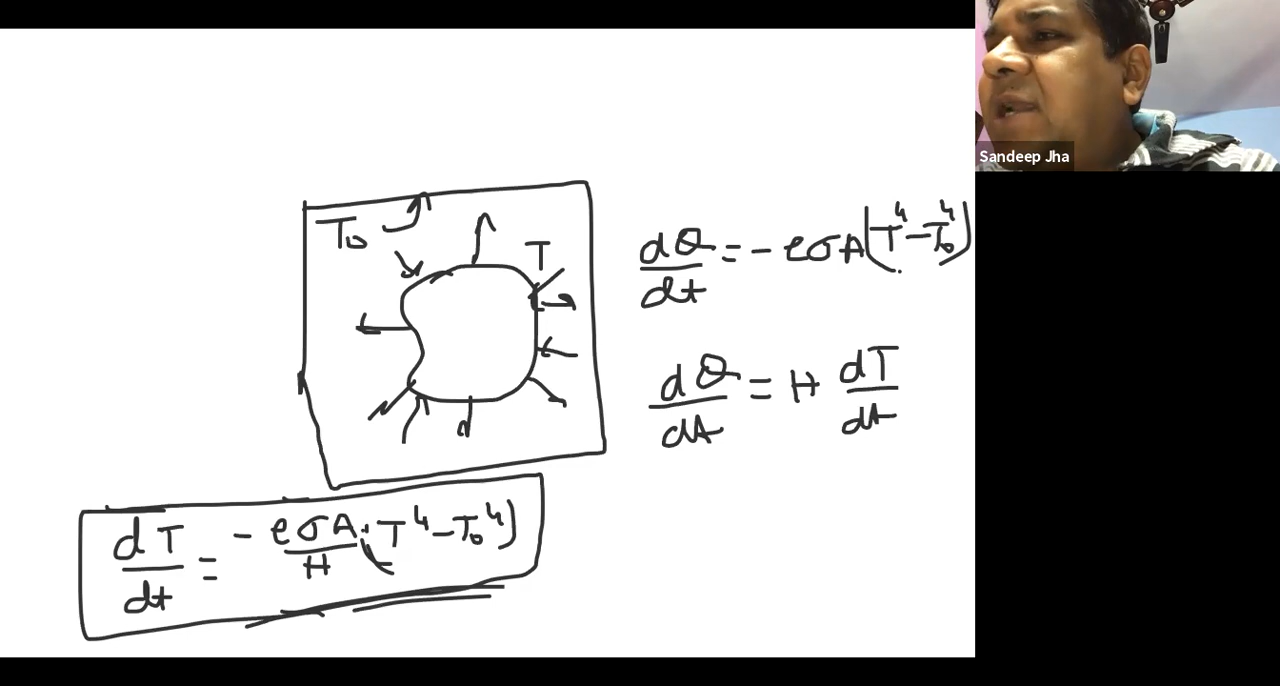 Sandeep Jha
T₀
T
dQ/dt = - eσA(T⁴ - T₀⁴)
dQ/dt = H dT/dt
dT/dt = - eσA/H · (T⁴ - T₀⁴)